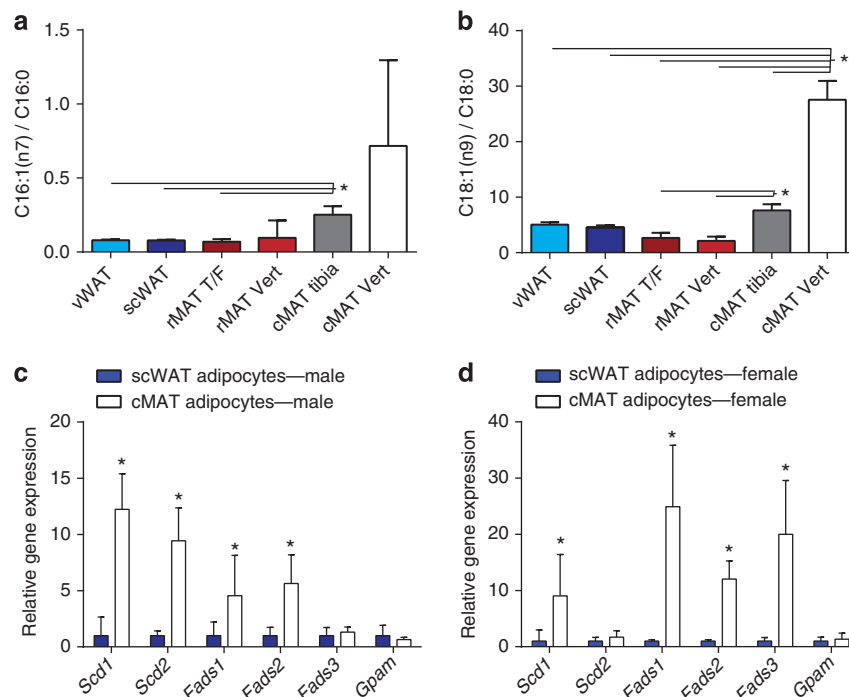 a
C16:1(n7) / C16:0
1.5
1.0
0.5
0.0
*
vWAT
scWAT
rMAT T/F
rMAT Vert
cMAT tibia
cMAT Vert
b
C18:1(n9) / C18:0
40
30
20
10
0
*
*
vWAT
scWAT
rMAT T/F
rMAT Vert
cMAT tibia
cMAT Vert
c
scWAT adipocytes—male
cMAT adipocytes—male
Relative gene expression
20
15
10
5
0
*
*
*
*
Scd1
Scd2
Fads1
Fads2
Fads3
Gpam
d
scWAT adipocytes—female
cMAT adipocytes—female
Relative gene expression
40
30
20
10
0
*
*
*
*
Scd1
Scd2
Fads1
Fads2
Fads3
Gpam